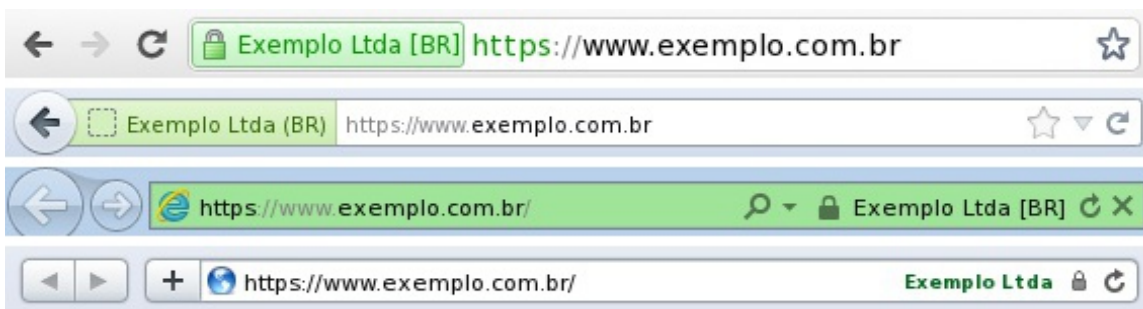 Exemplo Ltda [BR] https://www.exemplo.com.br
Exemplo Ltda (BR) https://www.exemplo.com.br
https://www.exemplo.com.br/ Exemplo Ltda [BR]
https://www.exemplo.com.br/ Exemplo Ltda